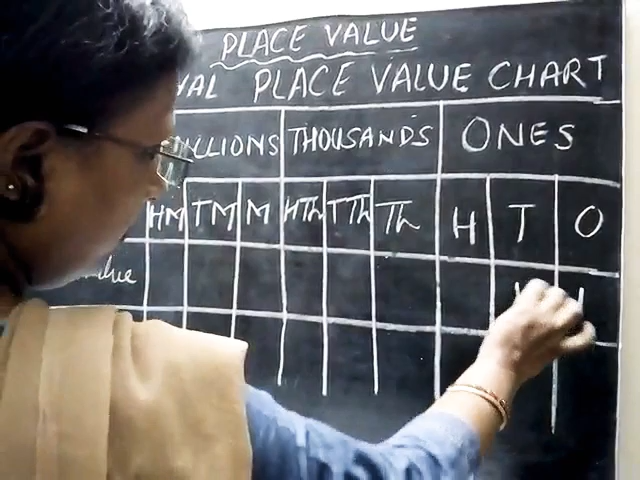 PLACE VALUE
PLACE VALUE CHART
THOUSANDS ONES
HM TM M HTh TTh Th H T O